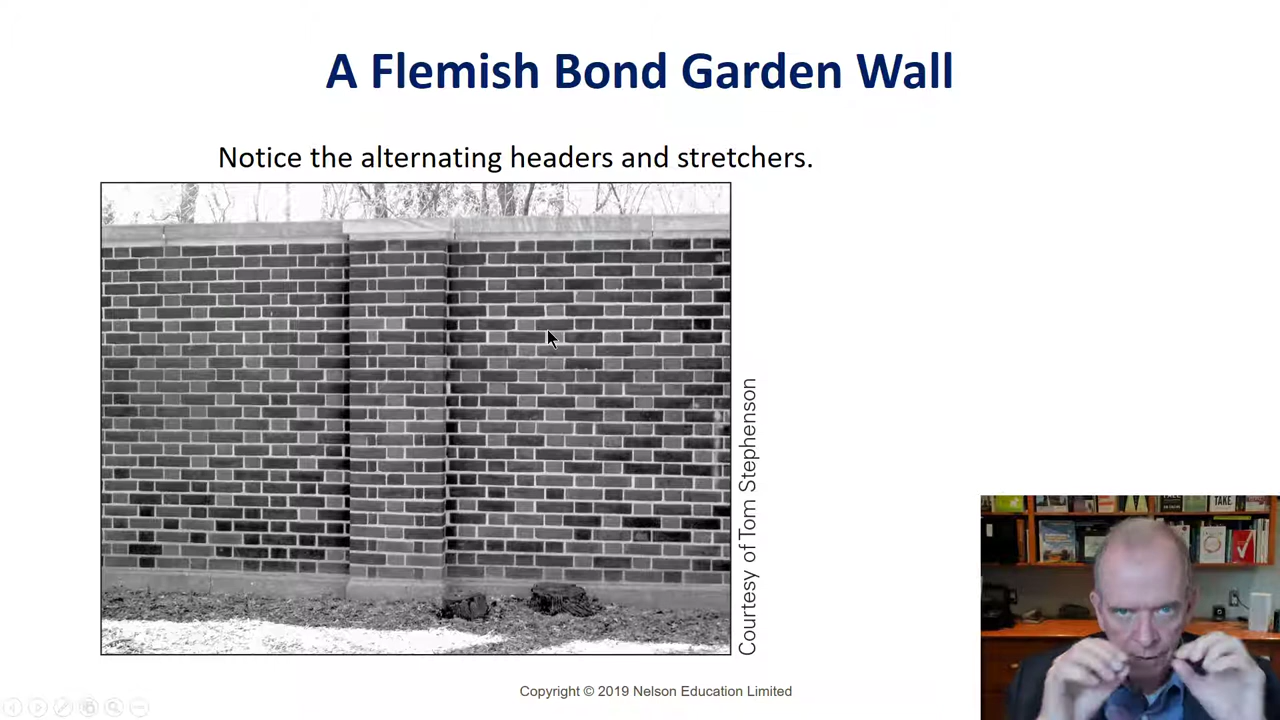 A Flemish Bond Garden Wall
Notice the alternating headers and stretchers.
Courtesy of Tom Stephenson
TAKE
Copyright © 2019 Nelson Education Limited